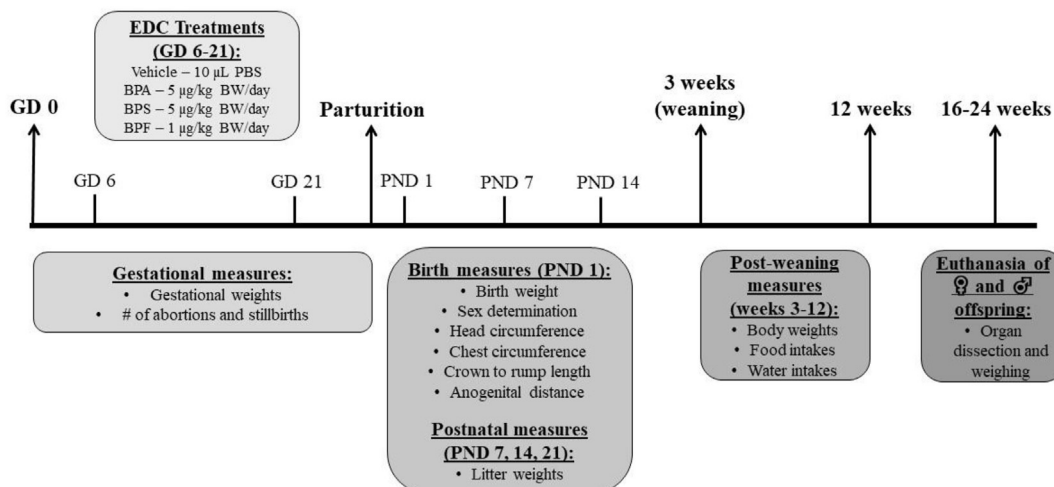 EDC Treatments
(GD 6-21):
Vehicle – 10 µL PBS
BPA – 5 µg/kg BW/day
BPS – 5 µg/kg BW/day
BPF – 1 µg/kg BW/day
GD 0
Parturition
3 weeks
(weaning)
12 weeks
16-24 weeks
GD 6
GD 21
PND 1
PND 7
PND 14
Gestational measures:
• Gestational weights
• # of abortions and stillbirths
Birth measures (PND 1):
• Birth weight
• Sex determination
• Head circumference
• Chest circumference
• Crown to rump length
• Anogenital distance
Postnatal measures
(PND 7, 14, 21):
• Litter weights
Post-weaning
measures
(weeks 3-12):
• Body weights
• Food intakes
• Water intakes
Euthanasia of
♀ and ♂
offspring:
• Organ
dissection and
weighing